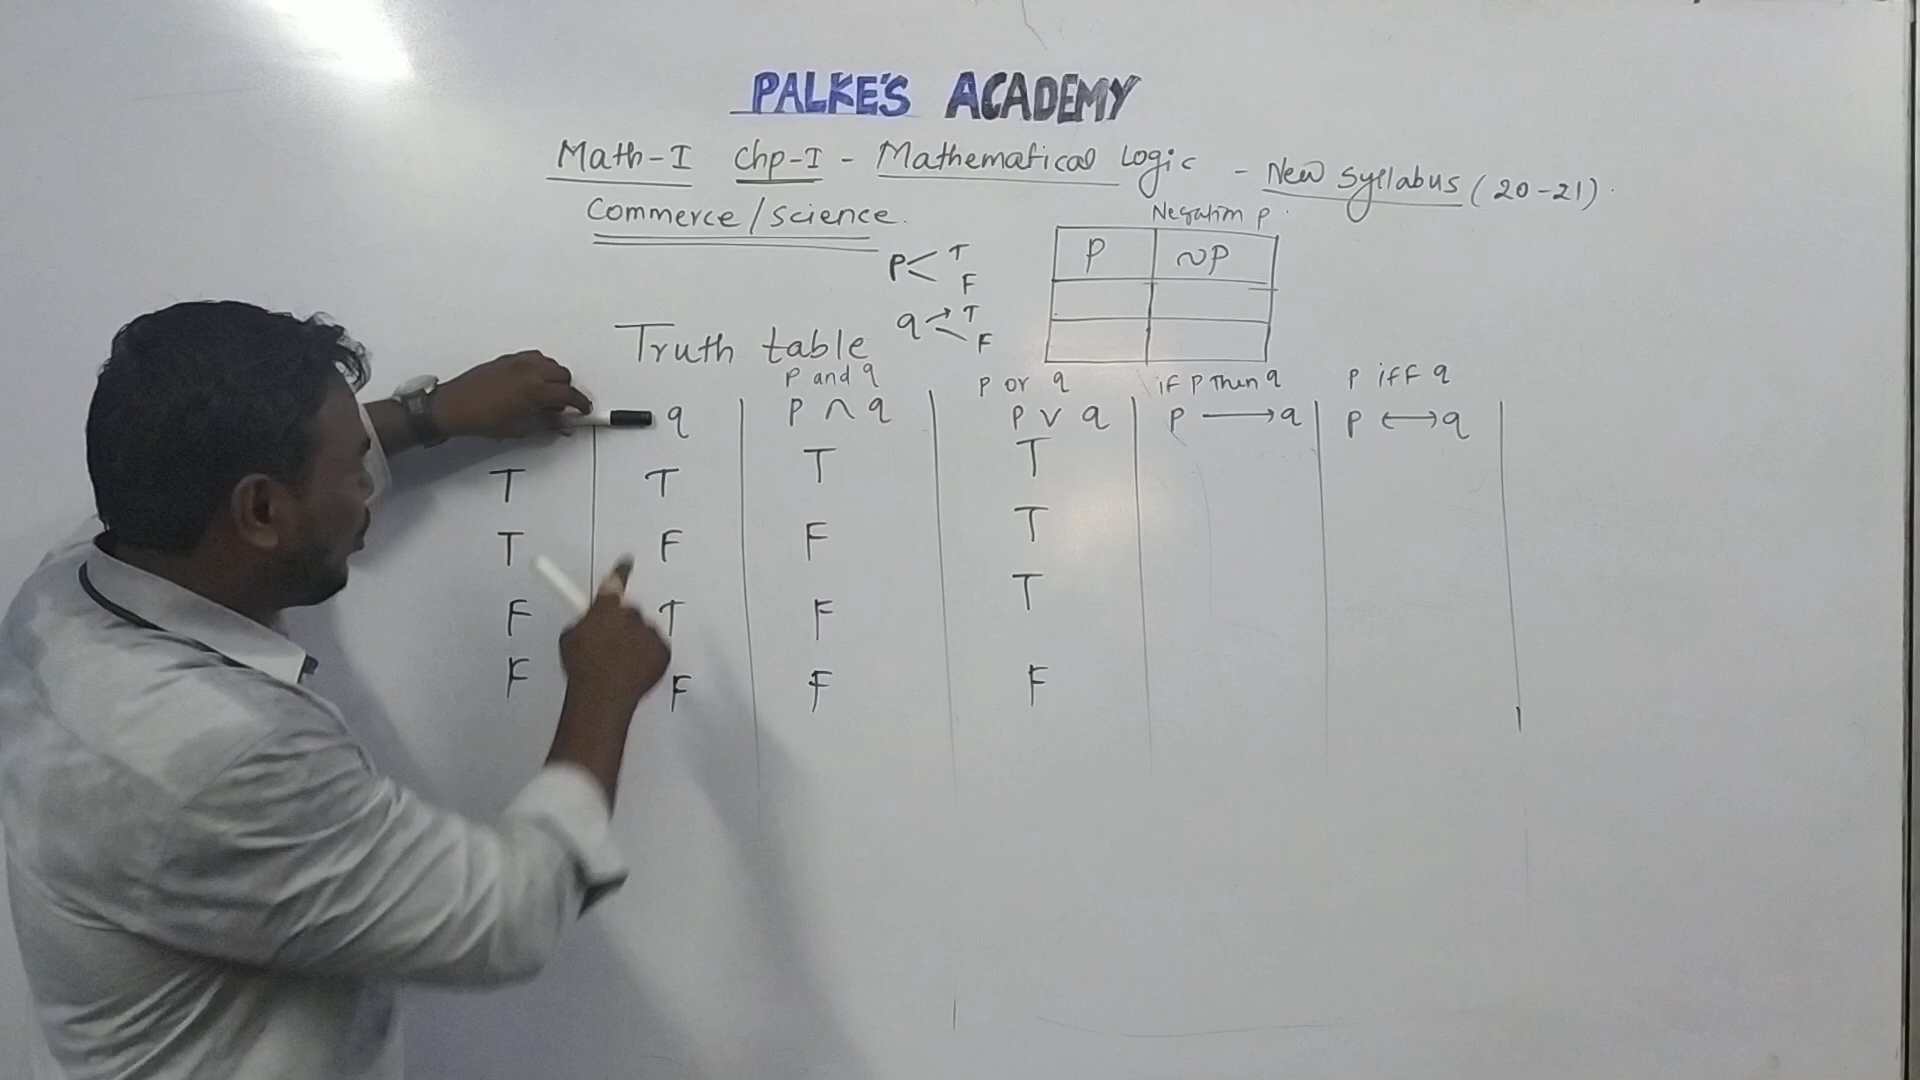 PALKE'S ACADEMY
Math-I Chp-I - Mathematical Logic - New Syllabus (20-21).
Commerce/Science.
Negation p.
P < T F
P ~P
q → T F
Truth table
p and q p or q if p then q p iff q
q p ∧ q p ∨ q p → q p ↔ q
T T T T
T F F T
F T F T
F F F F